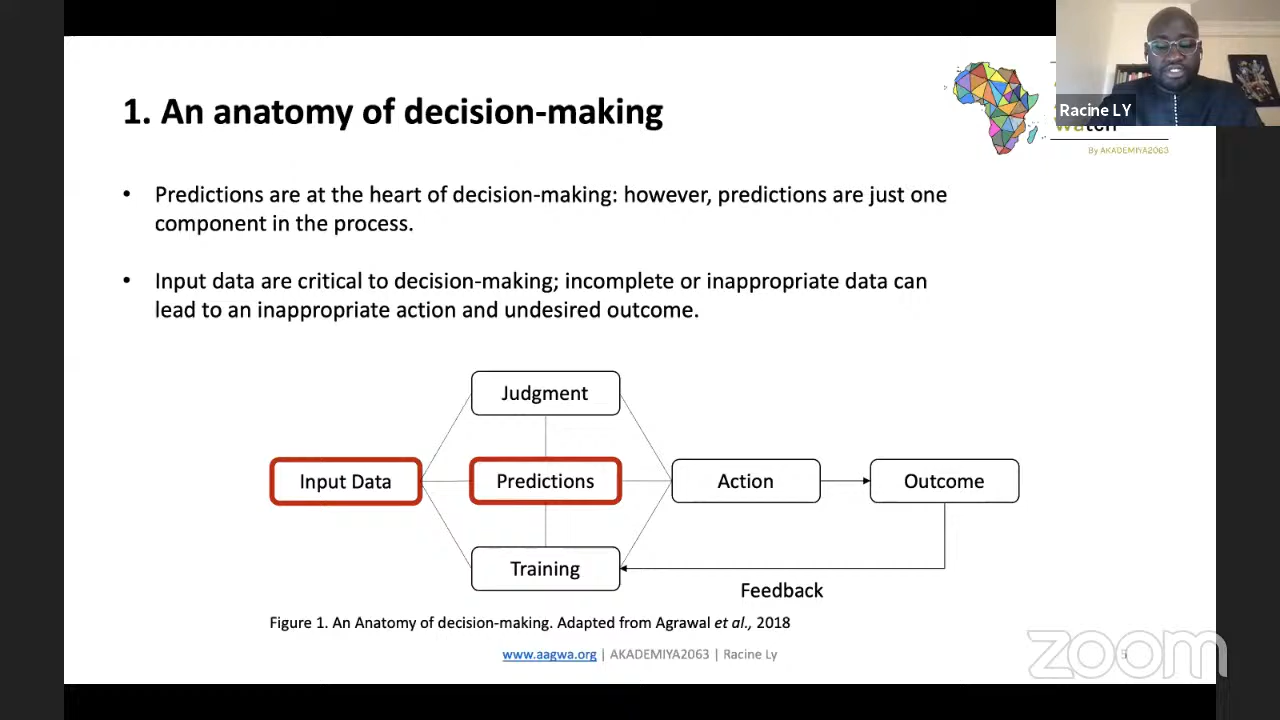 1. An anatomy of decision-making
Racine LY
By AKADEMIYA2063
• Predictions are at the heart of decision-making: however, predictions are just one
component in the process.
• Input data are critical to decision-making; incomplete or inappropriate data can
lead to an inappropriate action and undesired outcome.
Judgment
Input Data
Predictions
Action
Outcome
Training
Feedback
Figure 1. An Anatomy of decision-making. Adapted from Agrawal et al., 2018
www.aagwa.org | AKADEMIYA2063 | Racine Ly
zoom
5